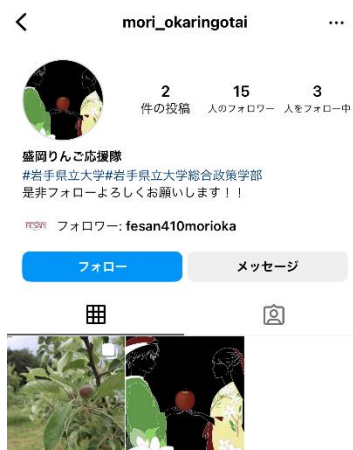 mori_okaringotai
2 15 3
件の投稿 人のフォロワー 人をフォロー中
盛岡りんご応援隊
#岩手県立大学#岩手県立大学総合政策学部
是非フォローよろしくお願いします！！
FESAN フォロワー: fesan410morioka
フォロー メッセージ